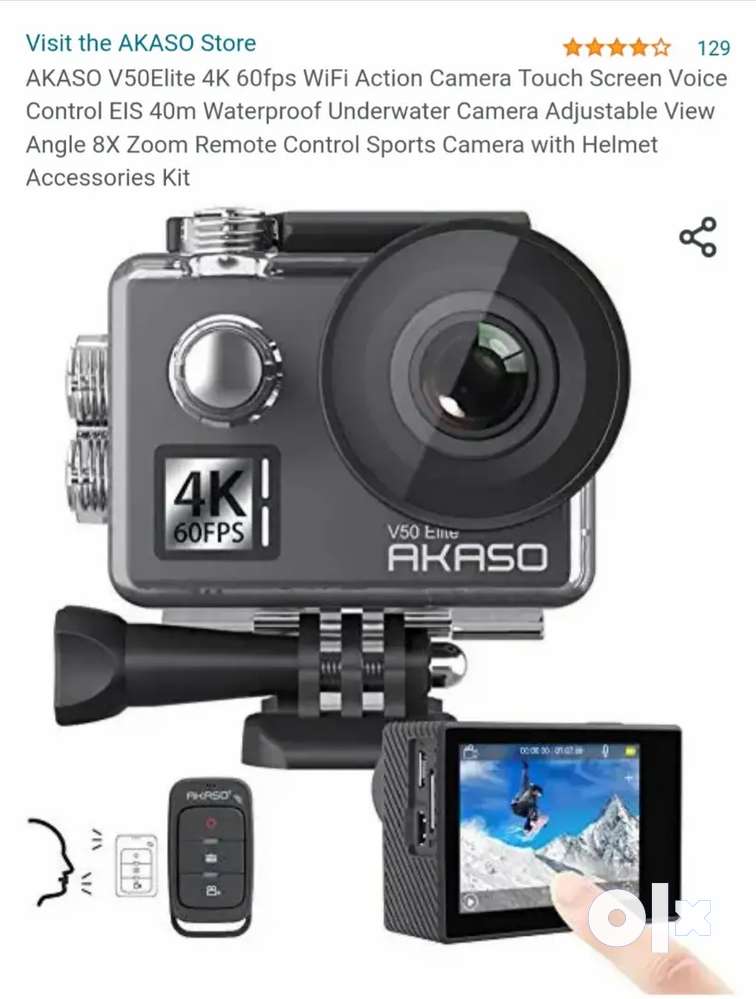 Visit the AKASO Store
129
AKASO V50Elite 4K 60fps WiFi Action Camera Touch Screen Voice
Control EIS 40m Waterproof Underwater Camera Adjustable View
Angle 8X Zoom Remote Control Sports Camera with Helmet
Accessories Kit
4K
60FPS
V50 Elite
AKASO
AKASO
olx